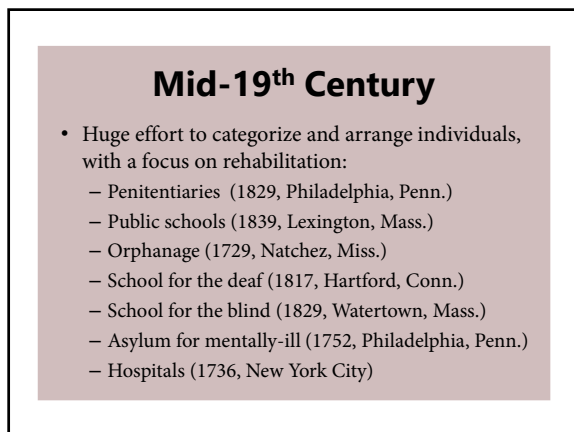 Mid-19th Century
• Huge effort to categorize and arrange individuals,
with a focus on rehabilitation:
– Penitentiaries (1829, Philadelphia, Penn.)
– Public schools (1839, Lexington, Mass.)
– Orphanage (1729, Natchez, Miss.)
– School for the deaf (1817, Hartford, Conn.)
– School for the blind (1829, Watertown, Mass.)
– Asylum for mentally-ill (1752, Philadelphia, Penn.)
– Hospitals (1736, New York City)